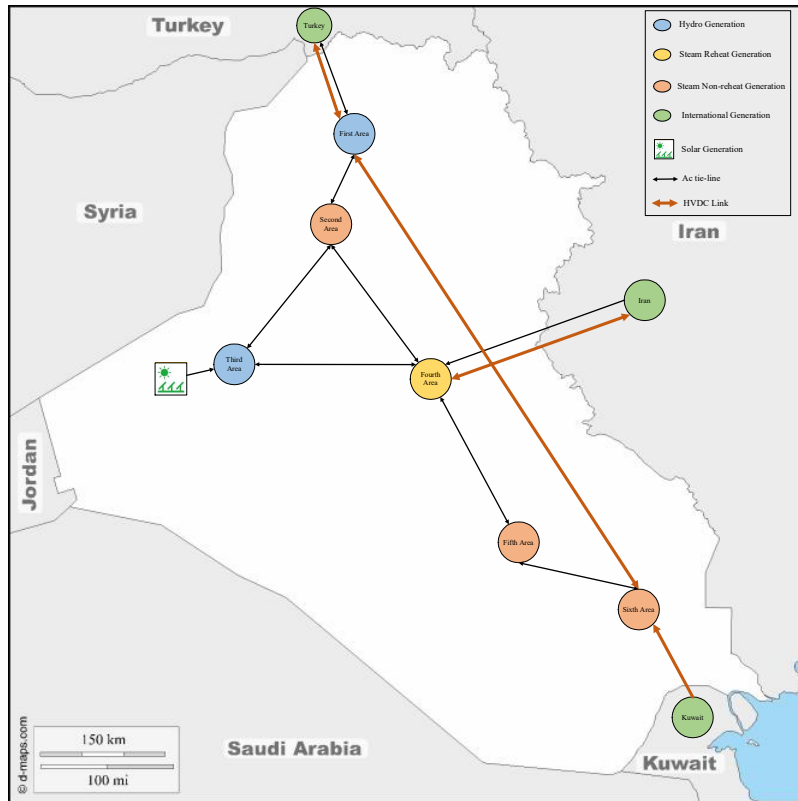 Turkey
Turkey
First Area
Second
Area
Syria
Iran
Iran
Third
Area
Fourth
Area
Jordan
Fifth Area
Sixth Area
Kuwait
Kuwait
Saudi Arabia
150 km
100 mi
© d-maps.com
Hydro Generation
Steam Reheat Generation
Steam Non-reheat Generation
International Generation
Solar Generation
Ac tie-line
HVDC Link